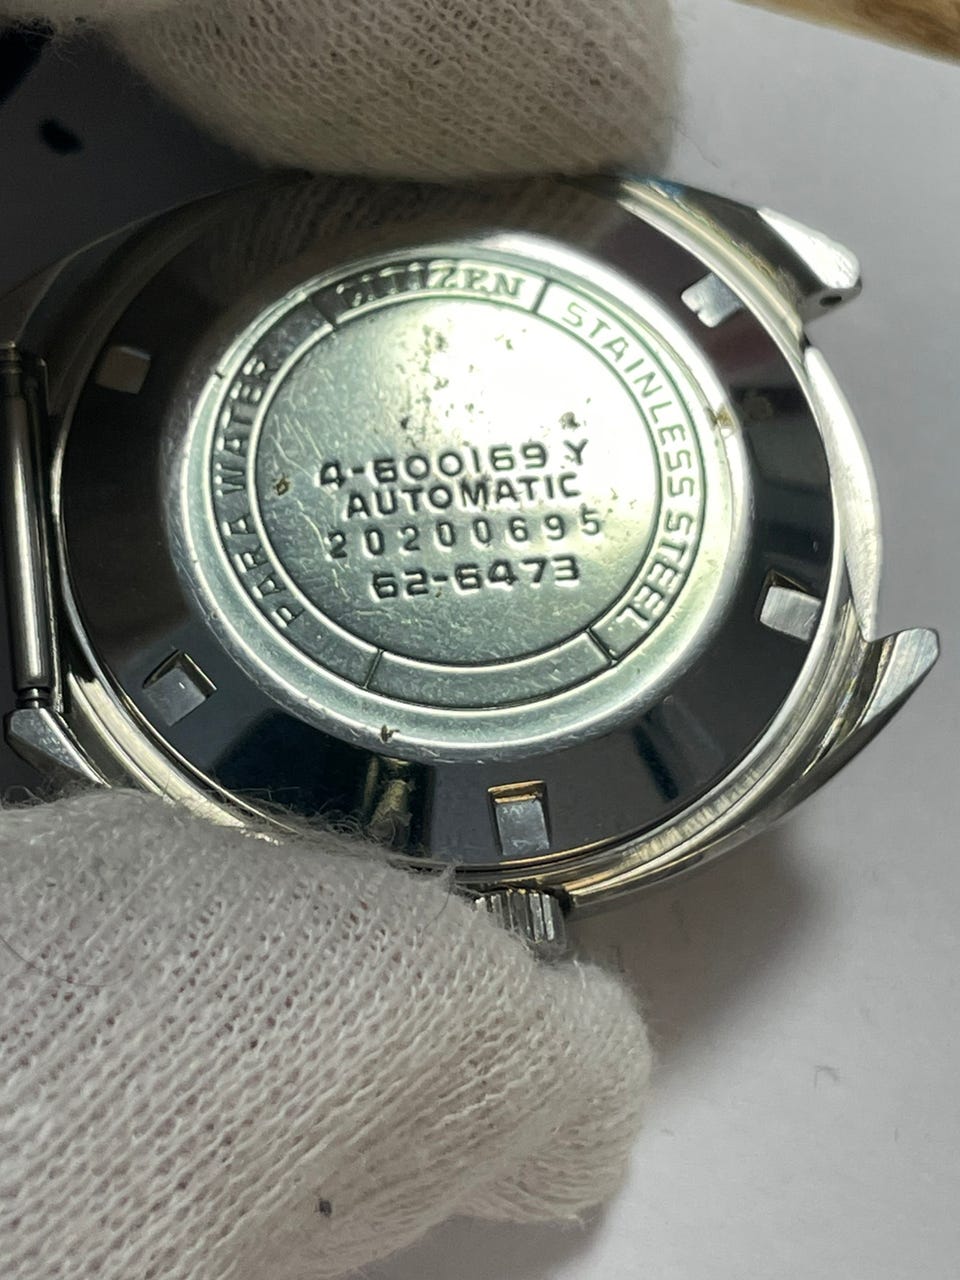 CITIZEN
STAINLESS STEEL
PARA WATER
4-600169 Y
AUTOMATIC
20200695
62-6473